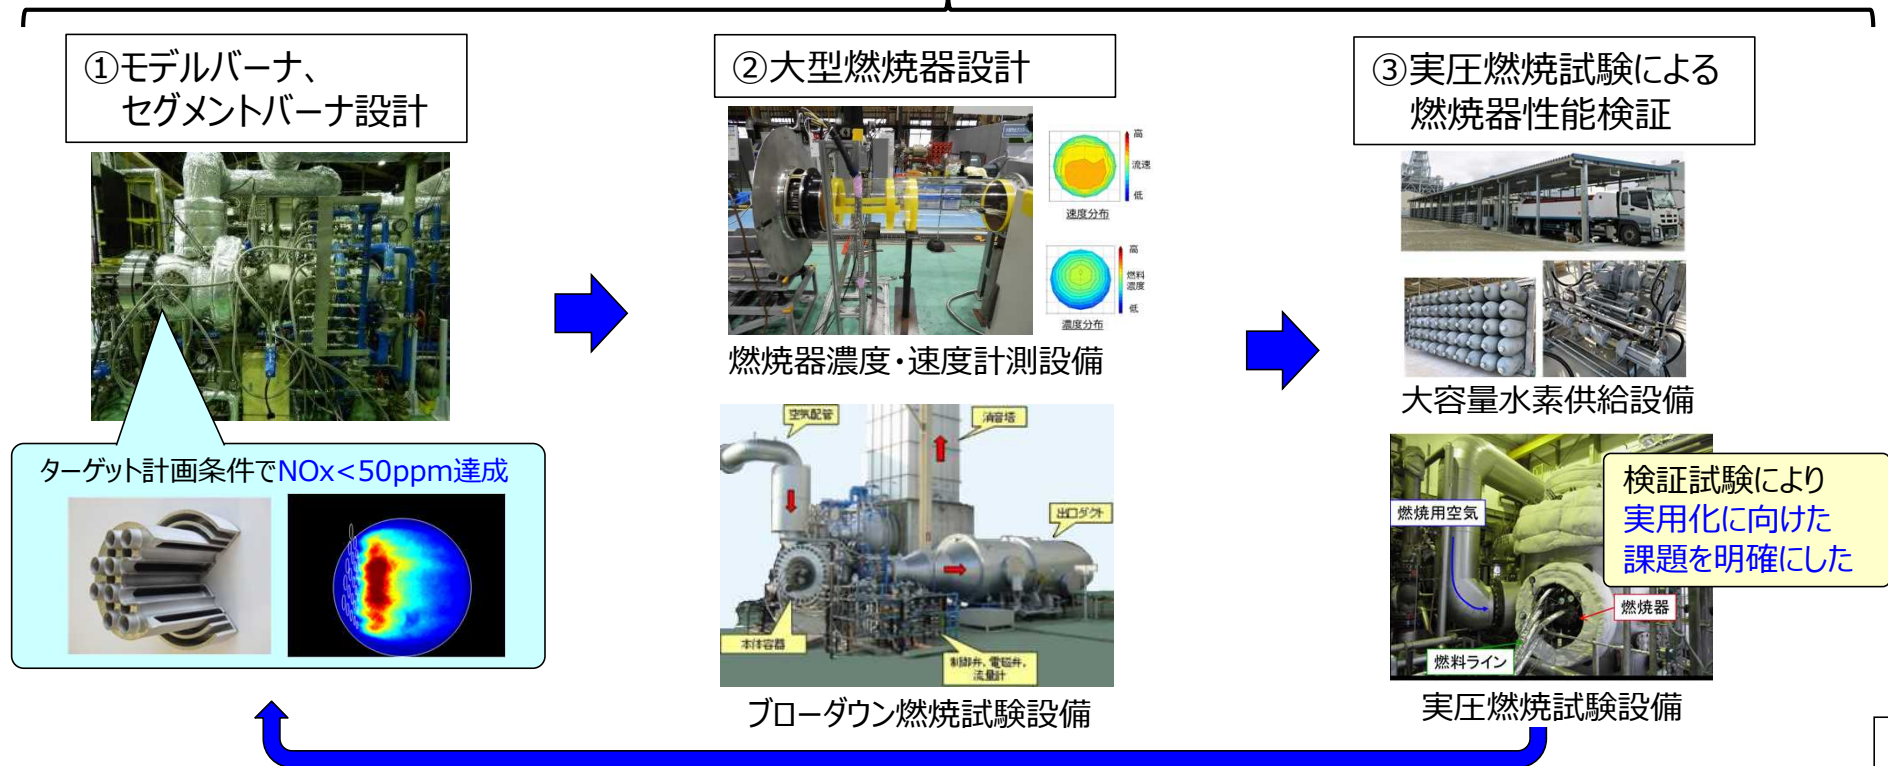 ①モデルバーナ、
セグメントバーナ設計
ターゲット計画条件でNOx<50ppm達成
②大型燃焼器設計
高
流速
低
速度分布
高
燃料
濃度
低
濃度分布
燃焼器濃度・速度計測設備
空気配管
消音塔
出口ダクト
本体容器
制御弁、電磁弁、
流量計
ブローダウン燃焼試験設備
③実圧燃焼試験による
燃焼器性能検証
大容量水素供給設備
検証試験により
実用化に向けた
課題を明確にした
燃焼用空気
燃焼器
燃料ライン
実圧燃焼試験設備